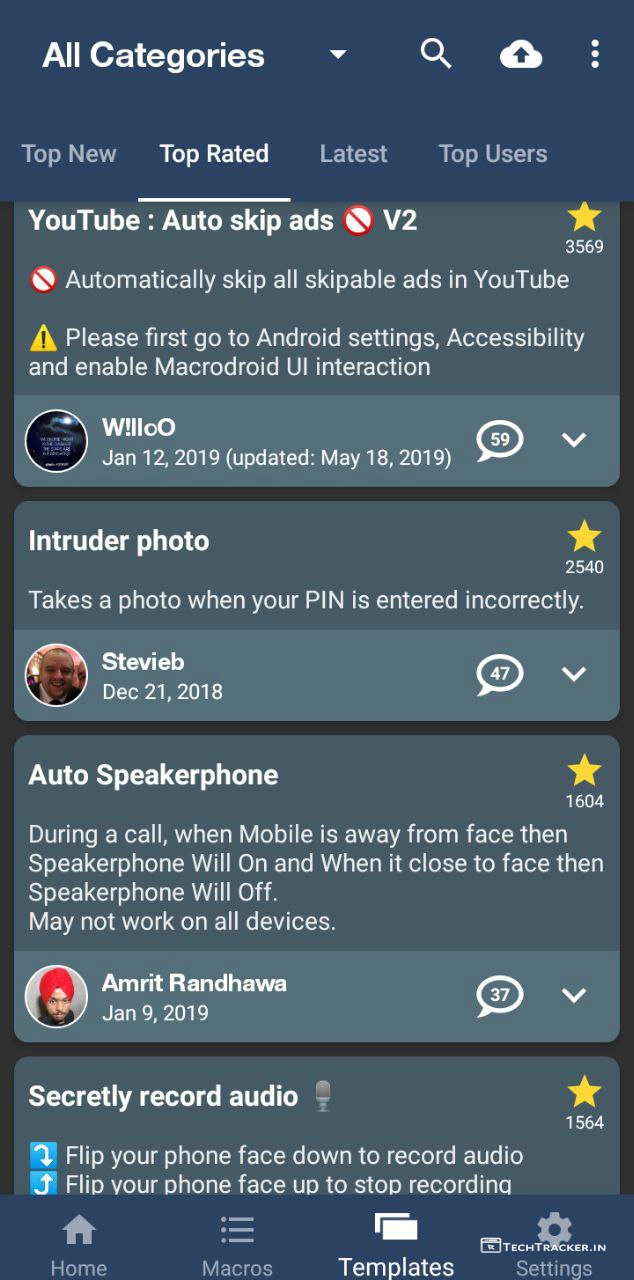 All Categories
Top New Top Rated Latest Top Users
YouTube : Auto skip ads 🚫 V2
3569
🚫 Automatically skip all skipable ads in YouTube
⚠️ Please first go to Android settings, Accessibility
and enable Macrodroid UI interaction
W!lloO
59
Jan 12, 2019 (updated: May 18, 2019)
Intruder photo
2540
Takes a photo when your PIN is entered incorrectly.
Stevieb
47
Dec 21, 2018
Auto Speakerphone
1604
During a call, when Mobile is away from face then
Speakerphone Will On and When it close to face then
Speakerphone Will Off.
May not work on all devices.
Amrit Randhawa
37
Jan 9, 2019
Secretly record audio 🎙️
1564
⤵️ Flip your phone face down to record audio
⤴️ Flip your phone face up to stop recording
TechTracker.in
Home Macros Templates Settings